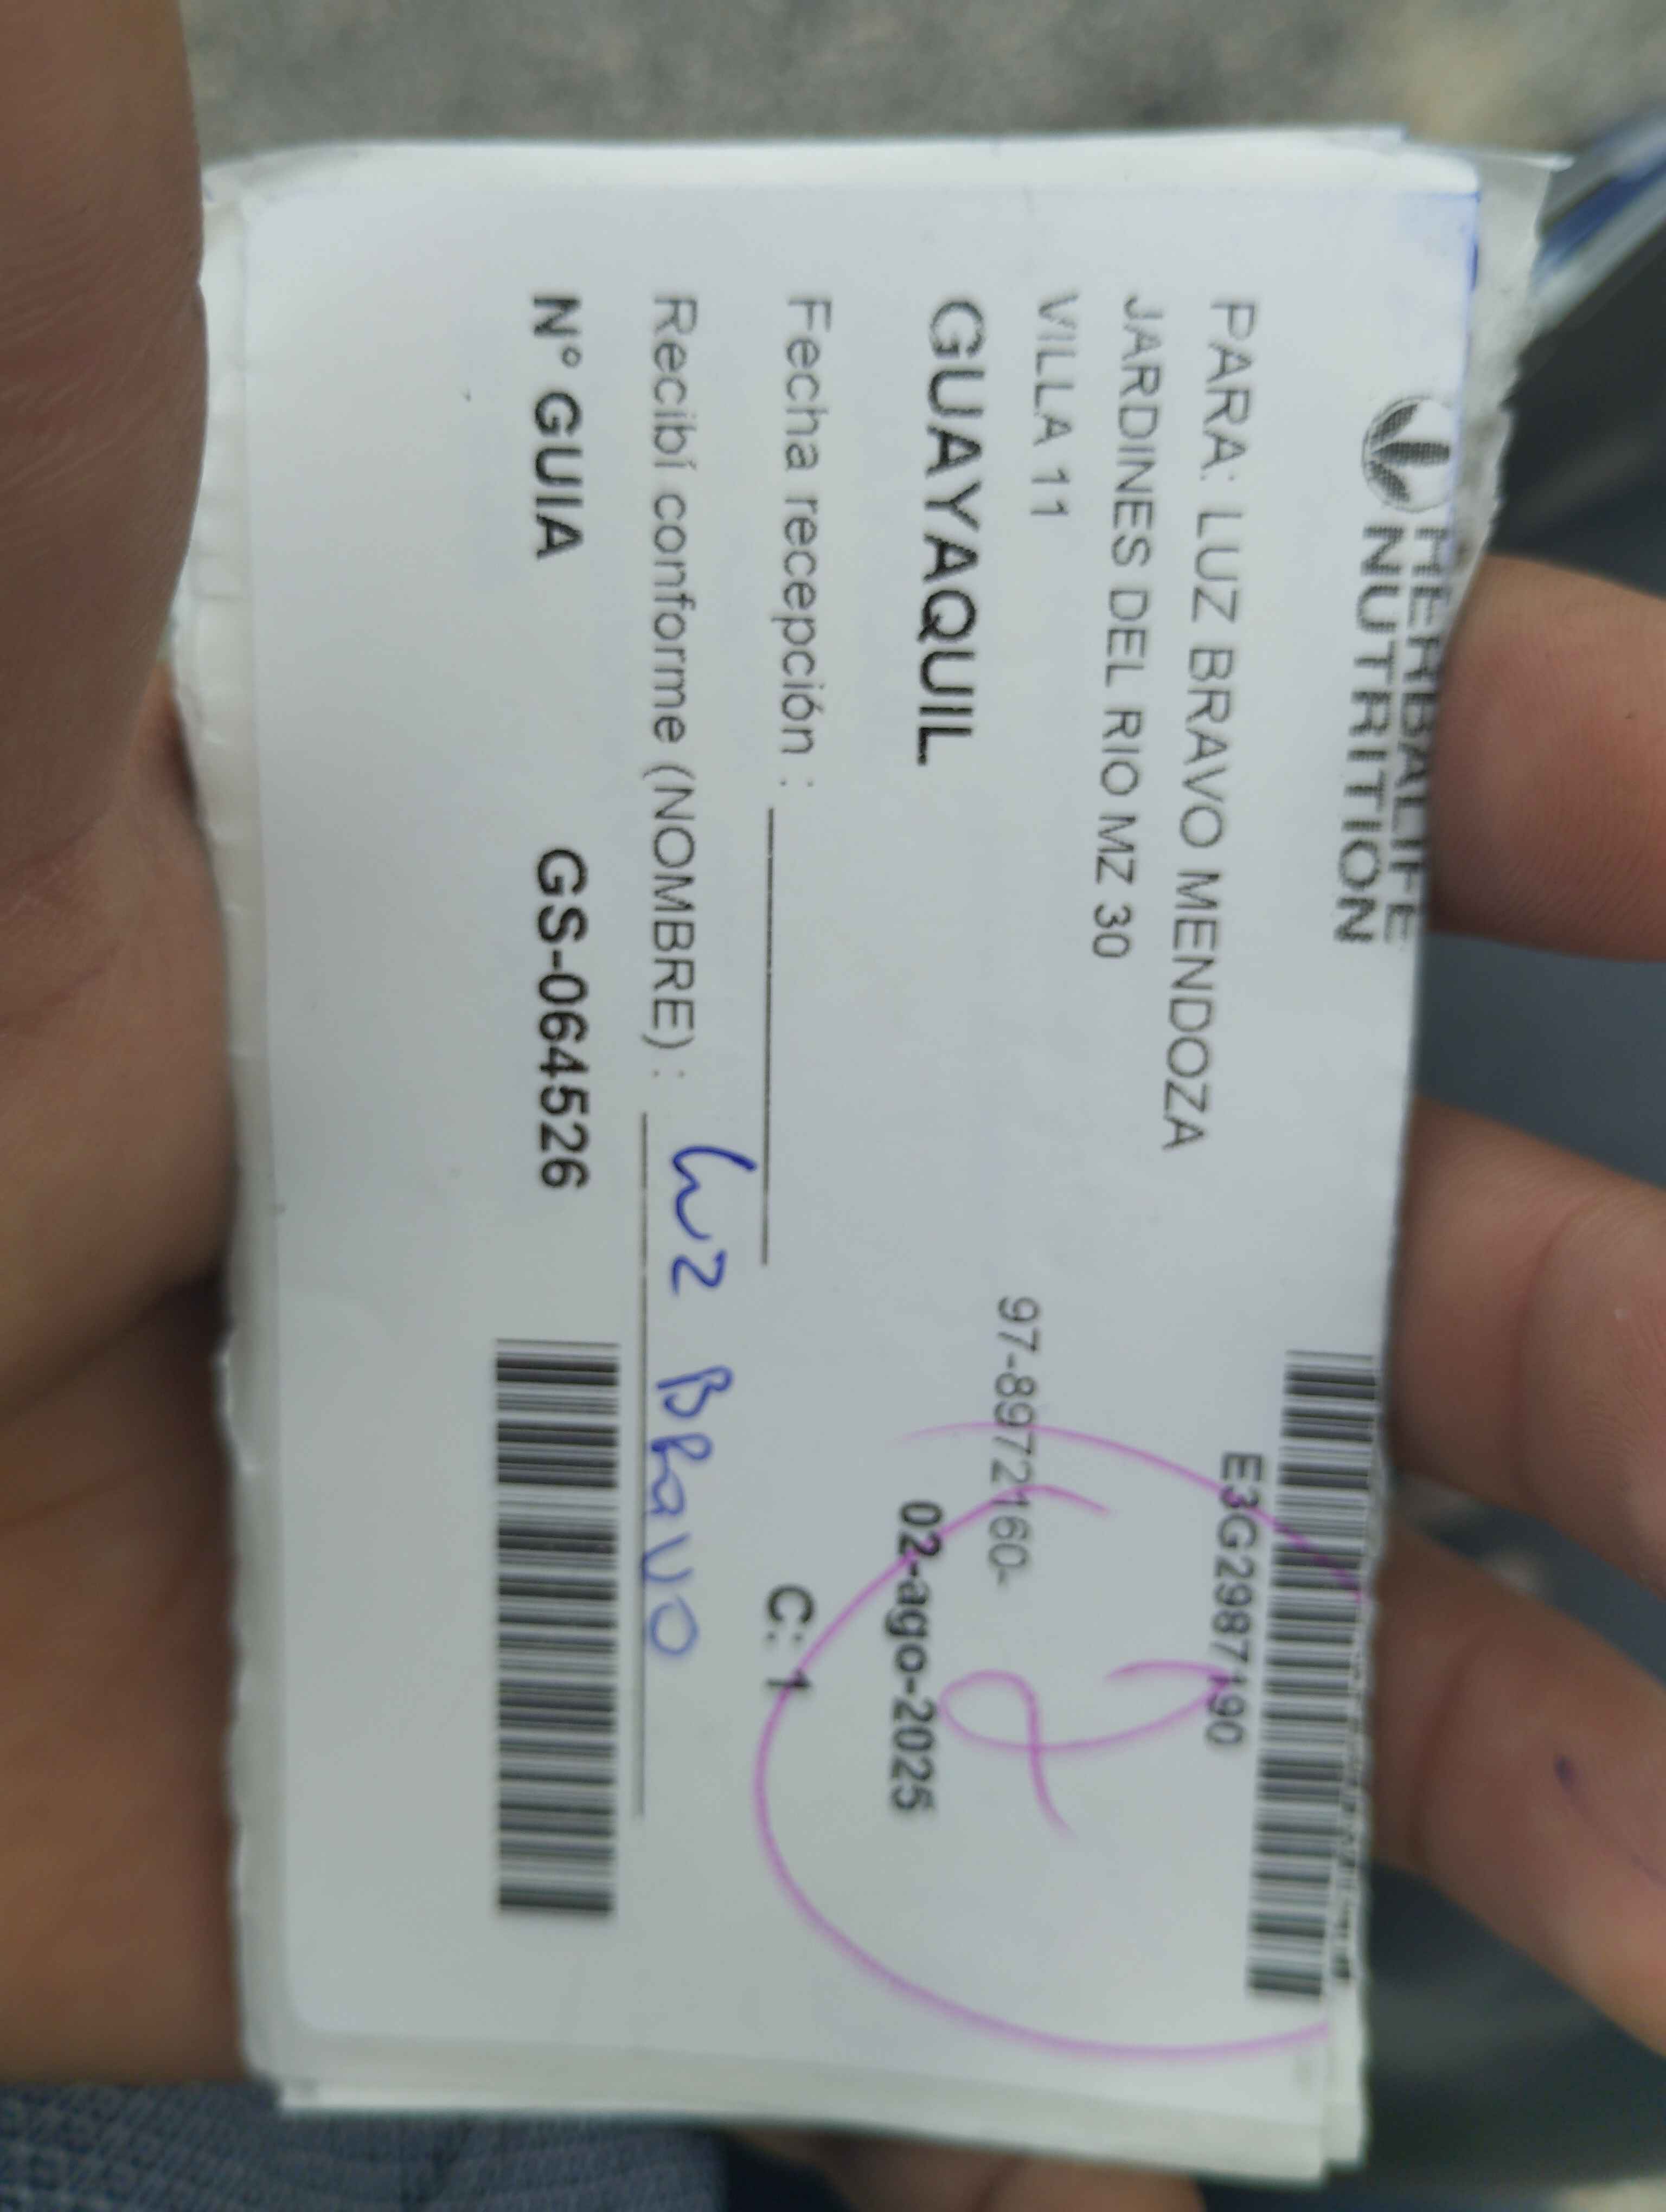 HERBALIFE
NUTRITION
E3G2987190
PARA: LUZ BRAVO MENDOZA
JARDINES DEL RIO MZ 30
VILLA 11
97-8972160-
GUAYAQUIL
02-ago-2025
Fecha recepción :
C: 1
Recibí conforme (NOMBRE) : Luz BRaVO
N° GUIA GS-064526
8